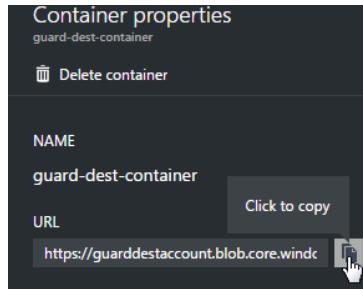 Container properties
guard-dest-container
Delete container
NAME
guard-dest-container
Click to copy
URL
https://guarddestaccount.blob.core.windc